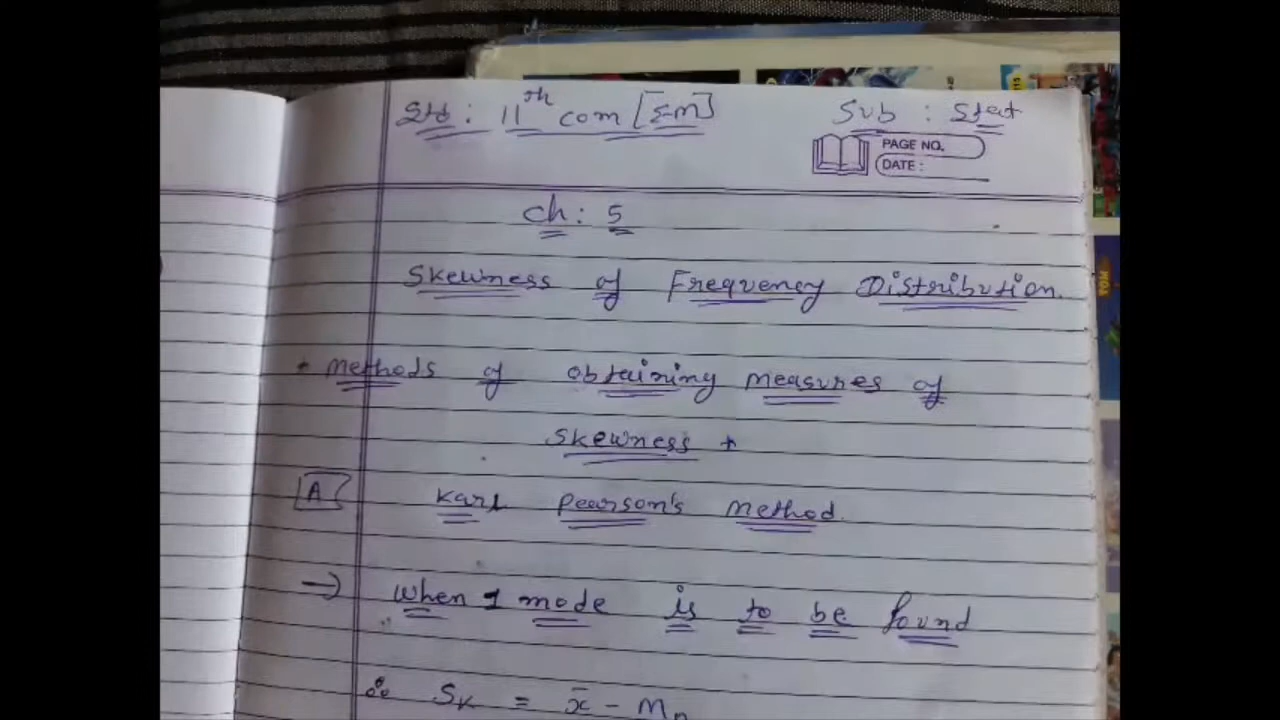 Std : 11th com [EM] Sub : Stat
PAGE NO.
DATE :
Ch : 5
Skewness of Frequency Distribution.
* Methods of obtaining measures of
Skewness *
A Karl Pearson's Method.
→ When 1 mode is to be found
∴ Sk = x̄ - Mo